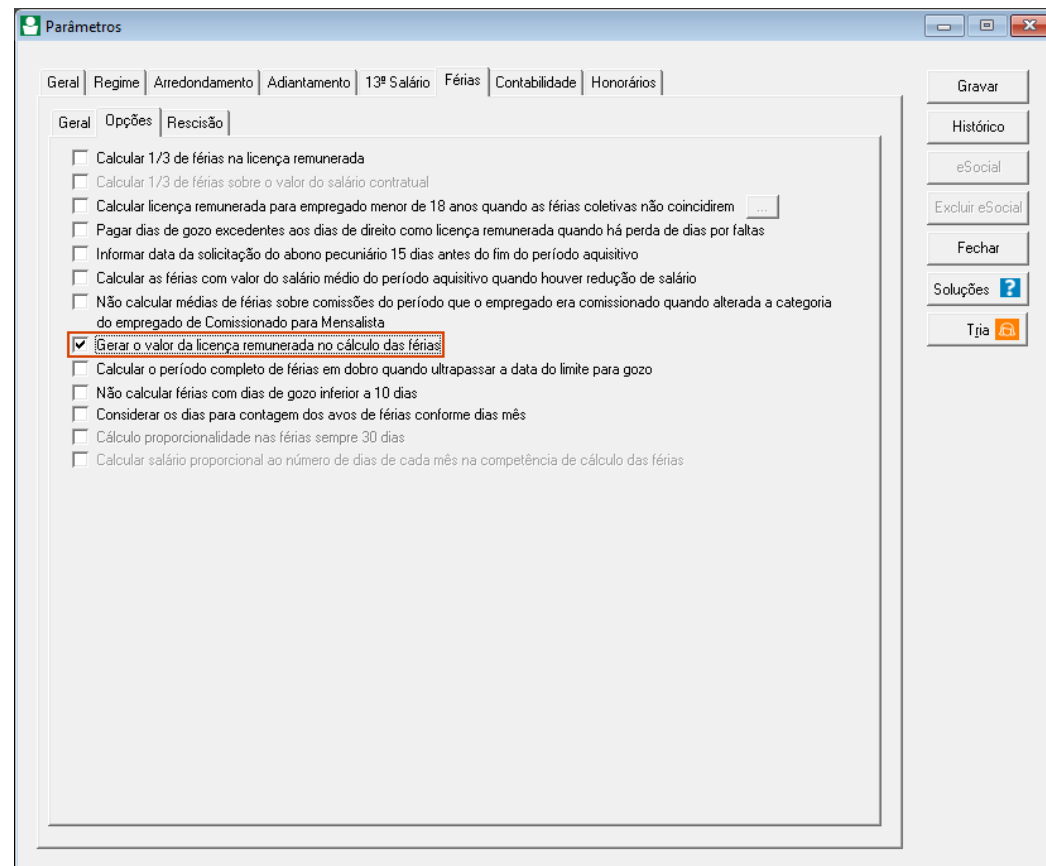 Parâmetros
Geral Regime Arredondamento Adiantamento 13º Salário Férias Contabilidade Honorários
Geral Opções Rescisão
Calcular 1/3 de férias na licença remunerada
Calcular 1/3 de férias sobre o valor do salário contratual
Calcular licença remunerada para empregado menor de 18 anos quando as férias coletivas não coincidirem ...
Pagar dias de gozo excedentes aos dias de direito como licença remunerada quando há perda de dias por faltas
Informar data da solicitação do abono pecuniário 15 dias antes do fim do período aquisitivo
Calcular as férias com valor do salário médio do período aquisitivo quando houver redução de salário
Não calcular médias de férias sobre comissões do período que o empregado era comissionado quando alterada a categoria
do empregado de Comissionado para Mensalista
Gerar o valor da licença remunerada no cálculo das férias
Calcular o período completo de férias em dobro quando ultrapassar a data do limite para gozo
Não calcular férias com dias de gozo inferior a 10 dias
Considerar os dias para contagem dos avos de férias conforme dias mês
Cálculo proporcionalidade nas férias sempre 30 dias
Calcular salário proporcional ao número de dias de cada mês na competência de cálculo das férias
Gravar
Histórico
eSocial
Excluir eSocial
Fechar
Soluções ?
Tria